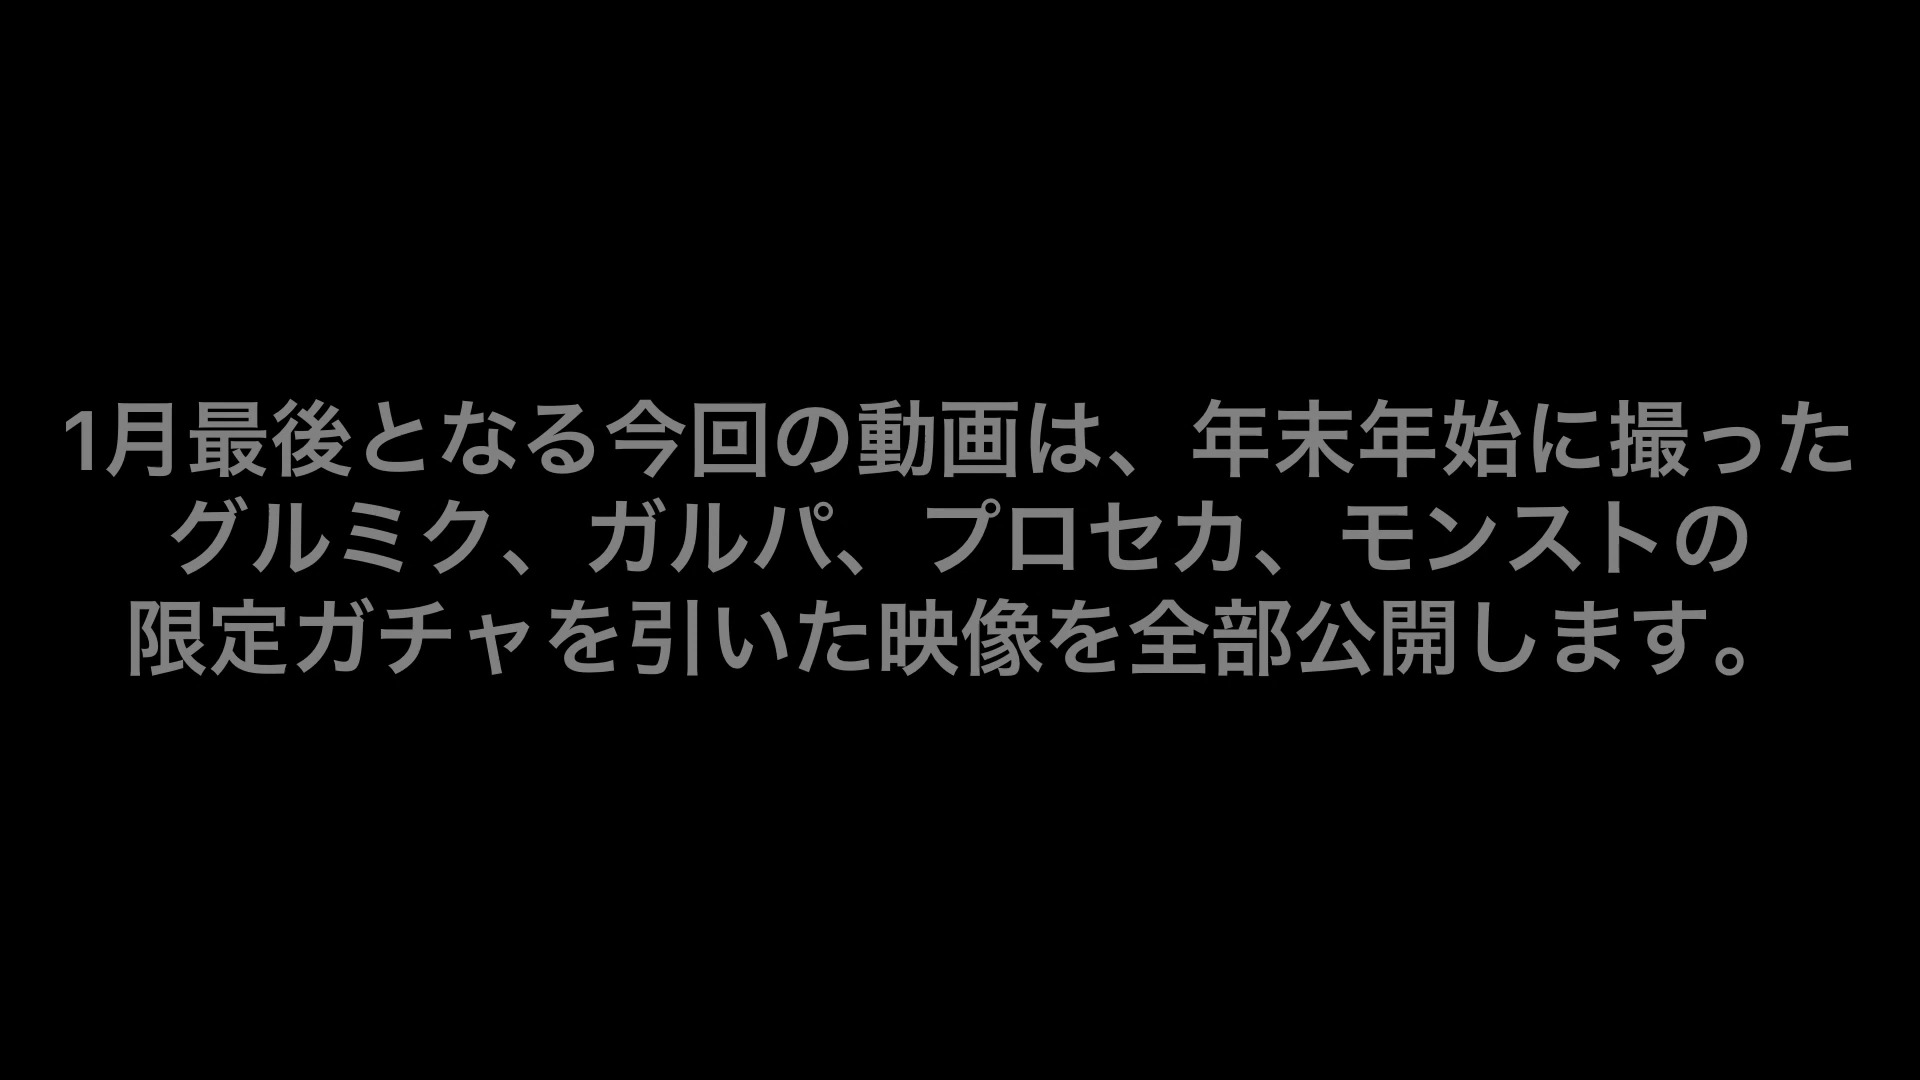 1月最後となる今回の動画は、年末年始に撮った
グルミク、ガルパ、プロセカ、モンストの
限定ガチャを引いた映像を全部公開します。